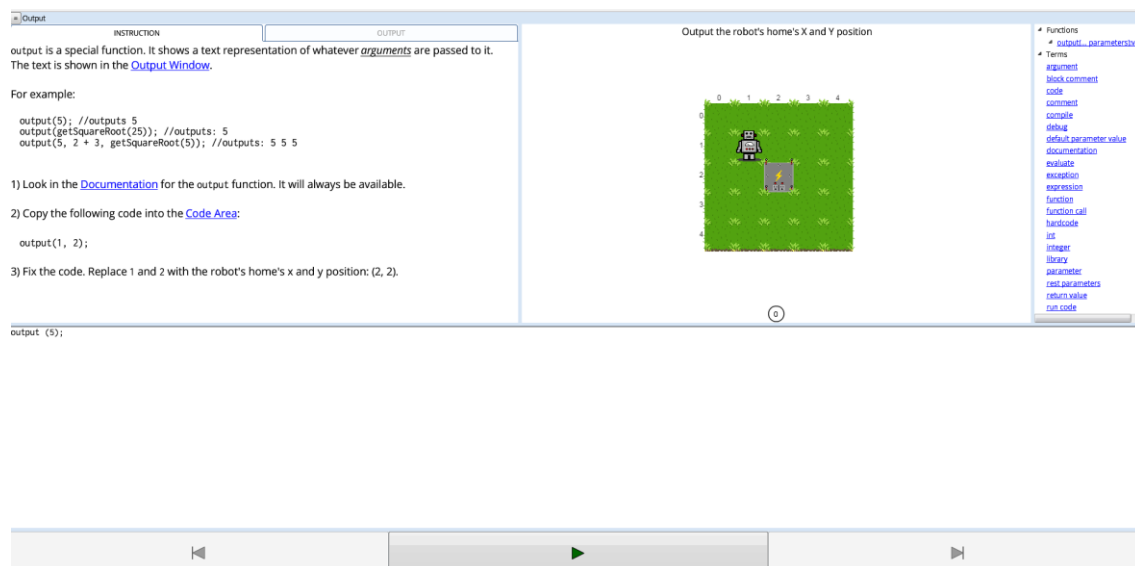 Output
INSTRUCTION
OUTPUT
output is a special function. It shows a text representation of whatever arguments are passed to it.
The text is shown in the Output Window.
For example:
output(5); //outputs 5
output(getSquareRoot(25)); //outputs: 5
output(5, 2 + 3, getSquareRoot(5)); //outputs: 5 5 5
1) Look in the Documentation for the output function. It will always be available.
2) Copy the following code into the Code Area:
output(1, 2);
3) Fix the code. Replace 1 and 2 with the robot's home's x and y position: (2, 2).
Output the robot's home's X and Y position
0 1 2 3 4
0
1
2
3
4
0
Functions
output(... parameters):v
Terms
argument
block comment
code
comment
compile
debug
default parameter value
documentation
evaluate
exception
expression
function
function call
hardcode
int
integer
library
parameter
rest parameters
return value
run code
output (5);